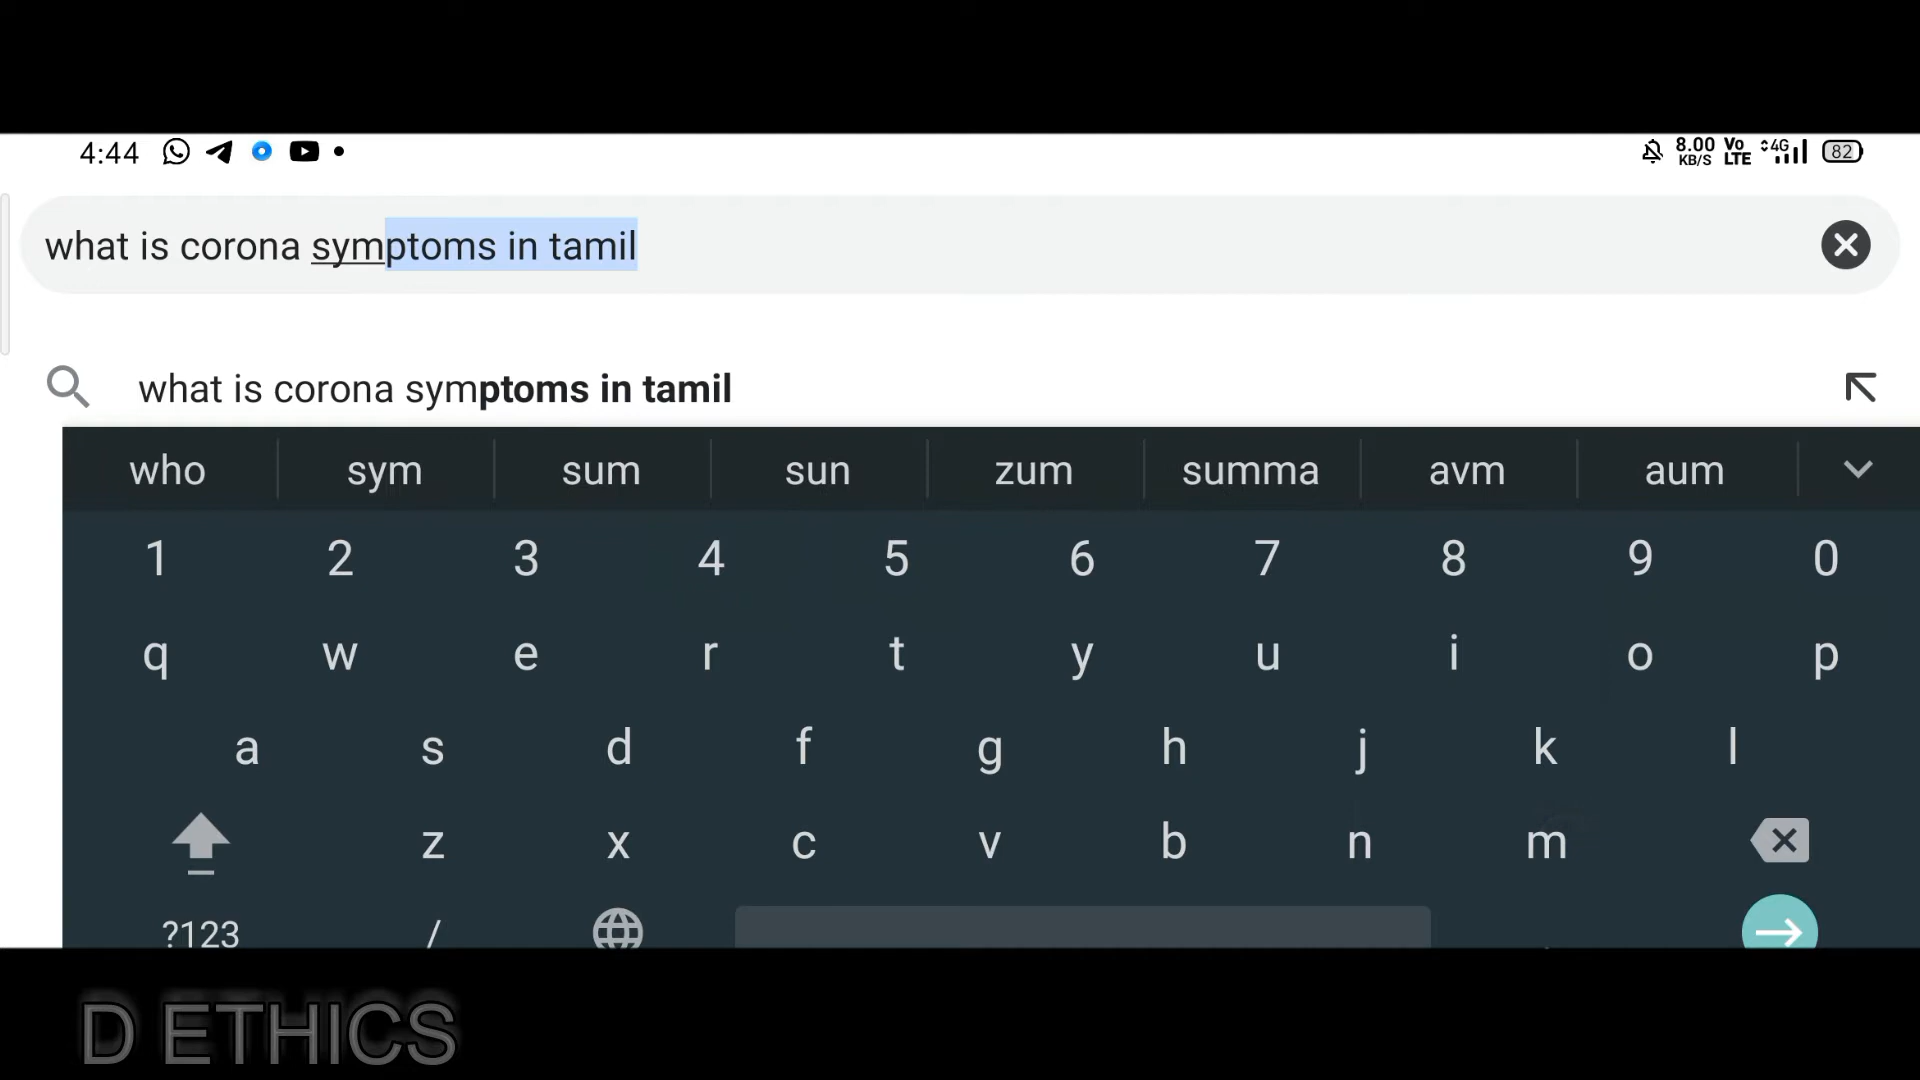 4:44 8.00 KB/S Vo LTE 4G 82
what is corona symptoms in tamil
what is corona symptoms in tamil
who sym sum sun zum summa avm aum
1 2 3 4 5 6 7 8 9 0
q w e r t y u i o p
a s d f g h j k l
z x c v b n m
?123 /
D ETHICS